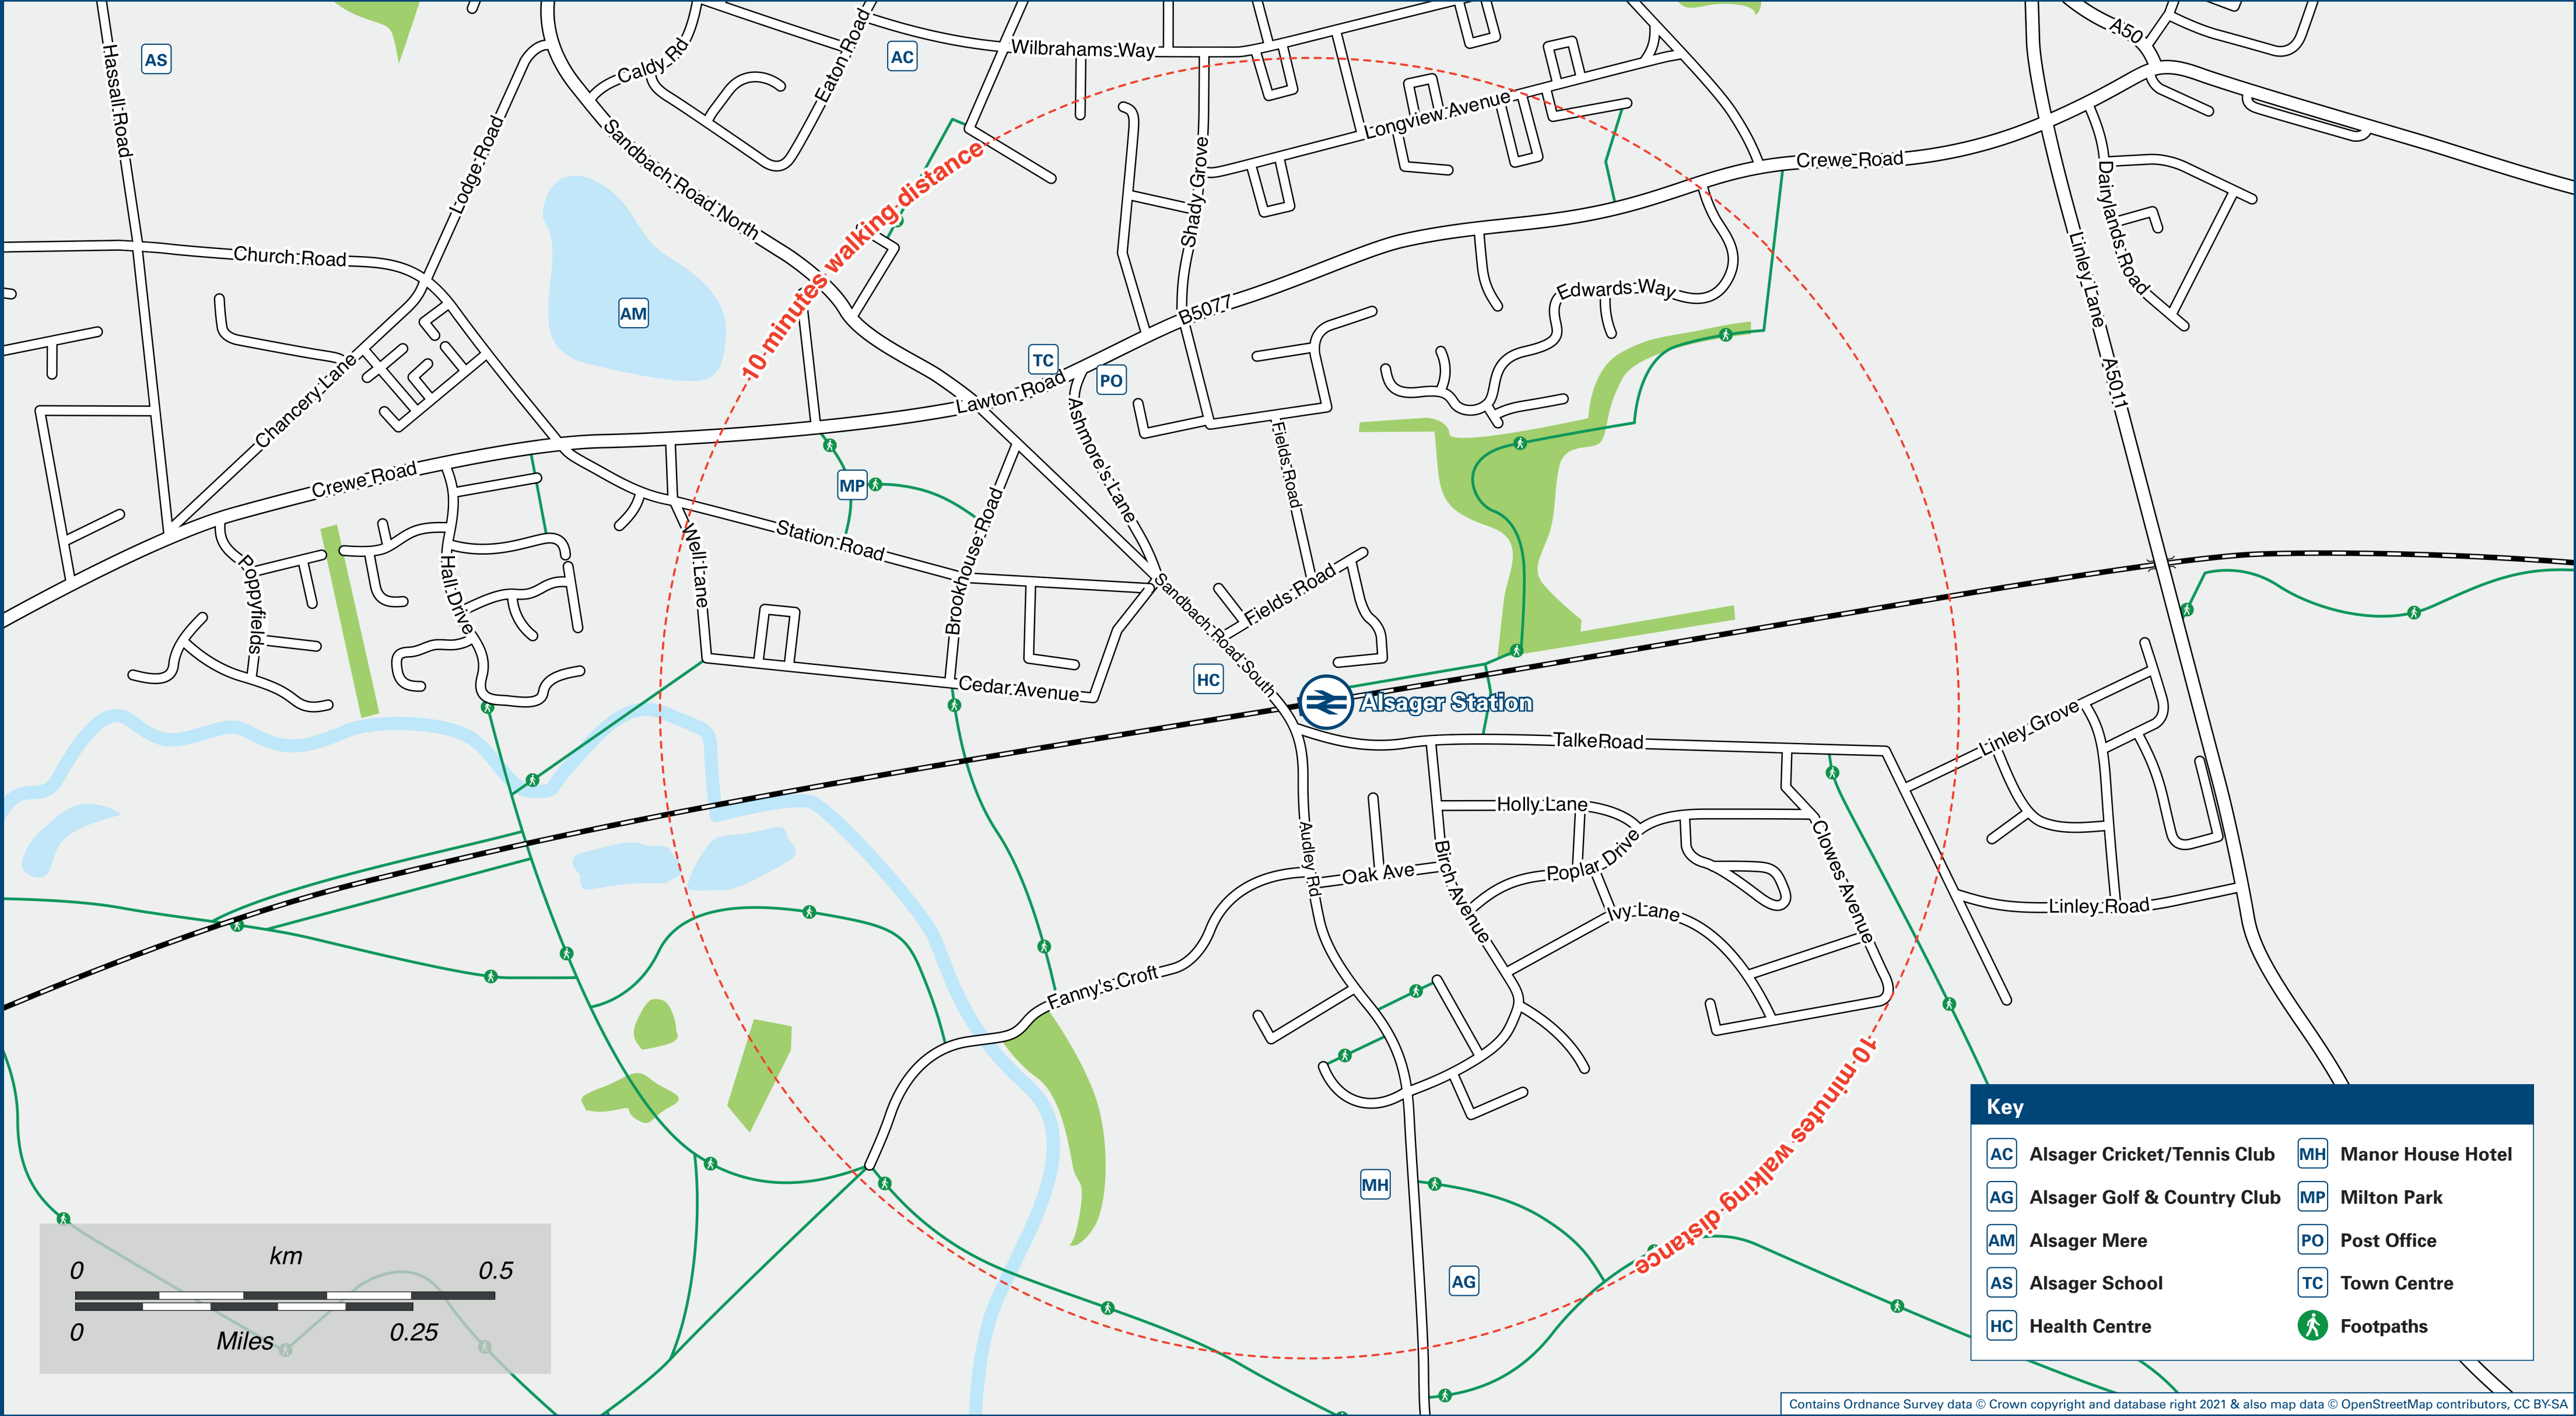 Hassall Road
AS
Caldy Rd
Eaton Road
AC
Wilbrahams Way
A50
Lodge Road
Sandbach Road North
10 minutes walking distance
Shady Grove
Longview Avenue
Crewe Road
Dairylands Road
Church Road
AM
Linley Lane
A5011
Edwards Way
B5077
TC
PO
Lawton Road
Chancery Lane
Crewe Road
Ashmore's Lane
Fields Road
MP
Station Road
Well Lane
Brookhouse Road
Poppyfields
Hall Drive
Fields Road
Sandbach Road South
HC
Cedar Avenue
Alsager Station
TalkeRoad
Linley Grove
Holly Lane
Poplar Drive
Clowes Avenue
Audley Rd
Oak Ave
Birch Avenue
Ivy Lane
Linley Road
Fanny's Croft
10 minutes walking distance
MH
AG
km
0 0.5
0 0.25
Miles
Key
AC Alsager Cricket/Tennis Club
AG Alsager Golf & Country Club
AM Alsager Mere
AS Alsager School
HC Health Centre
MH Manor House Hotel
MP Milton Park
PO Post Office
TC Town Centre
Footpaths
Contains Ordnance Survey data © Crown copyright and database right 2021 & also map data © OpenStreetMap contributors, CC BY-SA